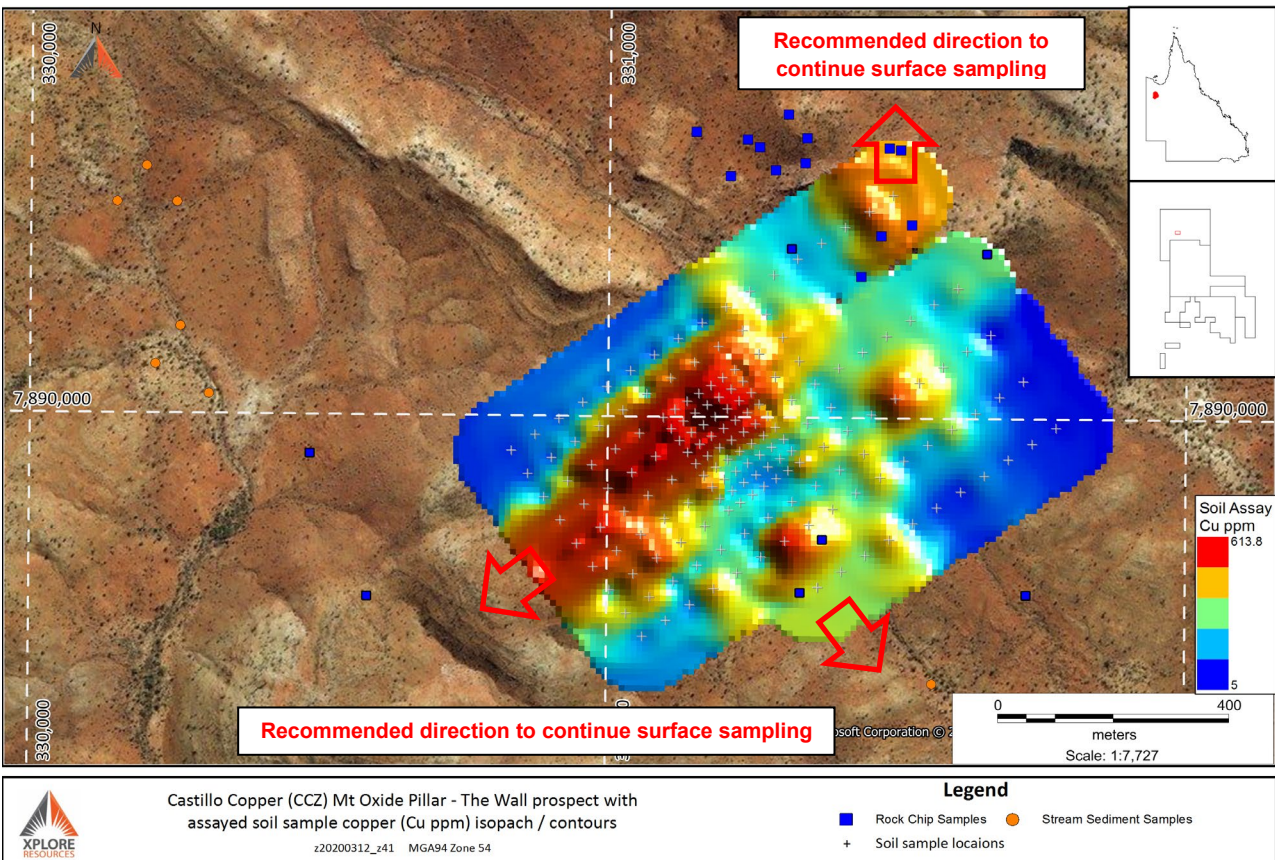 N
330,000
331,000
Recommended direction to
continue surface sampling
7,890,000
7,890,000
Soil Assay
Cu ppm
613.8
5
330,000
Recommended direction to continue surface sampling
osoft Corporation ©
0 400
meters
Scale: 1:7,727
XPLORE
RESOURCES
Castillo Copper (CCZ) Mt Oxide Pillar - The Wall prospect with
assayed soil sample copper (Cu ppm) isopach / contours
z20200312_z41 MGA94 Zone 54
Legend
Rock Chip Samples Stream Sediment Samples
+ Soil sample locaions